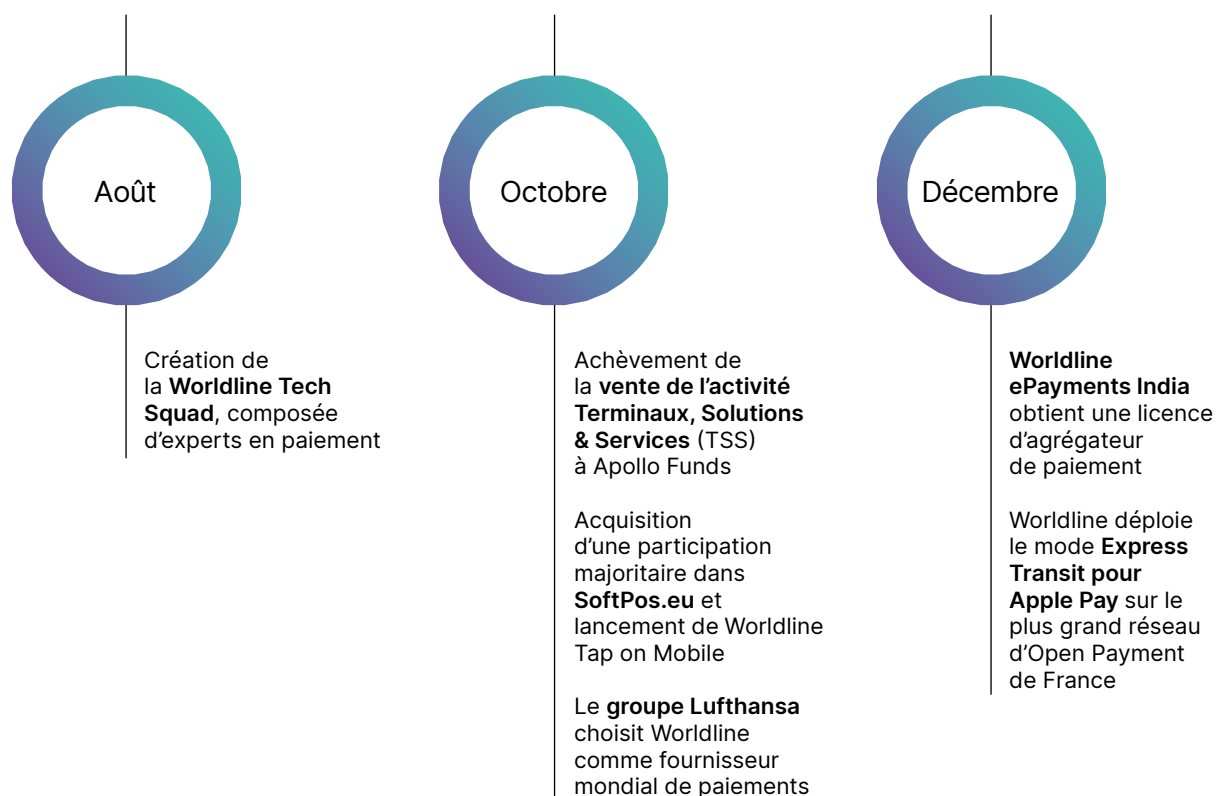 Août
Création de
la Worldline Tech
Squad, composée
d’experts en paiement
Octobre
Achèvement de
la vente de l’activité
Terminaux, Solutions
& Services (TSS)
à Apollo Funds
Acquisition
d’une participation
majoritaire dans
SoftPos.eu et
lancement de Worldline
Tap on Mobile
Le groupe Lufthansa
choisit Worldline
comme fournisseur
mondial de paiements
Décembre
Worldline
ePayments India
obtient une licence
d’agrégateur
de paiement
Worldline déploie
le mode Express
Transit pour
Apple Pay sur le
plus grand réseau
d’Open Payment
de France